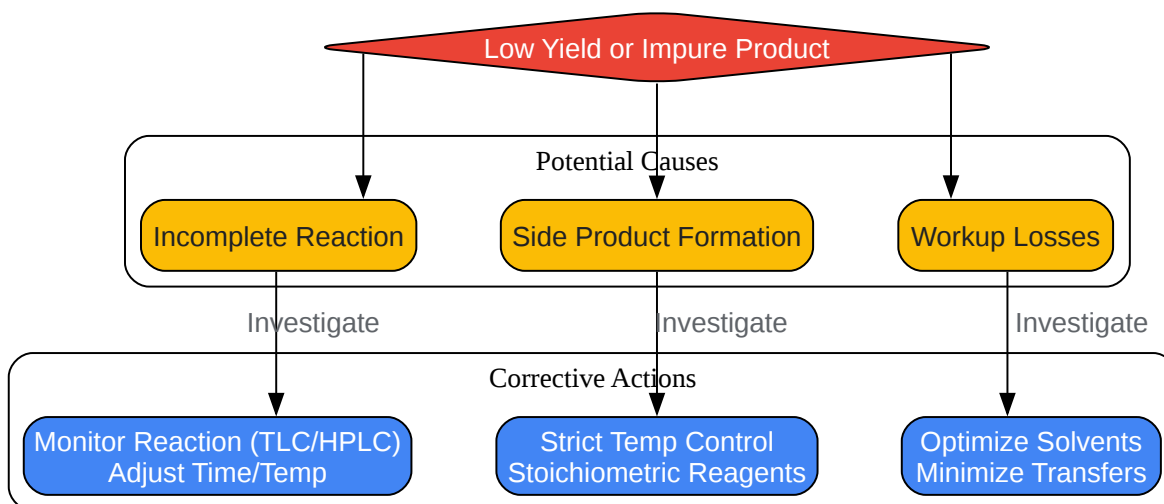 Low Yield or Impure Product
Potential Causes
Incomplete Reaction
Side Product Formation
Workup Losses
Investigate
Investigate
Investigate
Corrective Actions
Monitor Reaction (TLC/HPLC)
Adjust Time/Temp
Strict Temp Control
Stoichiometric Reagents
Optimize Solvents
Minimize Transfers